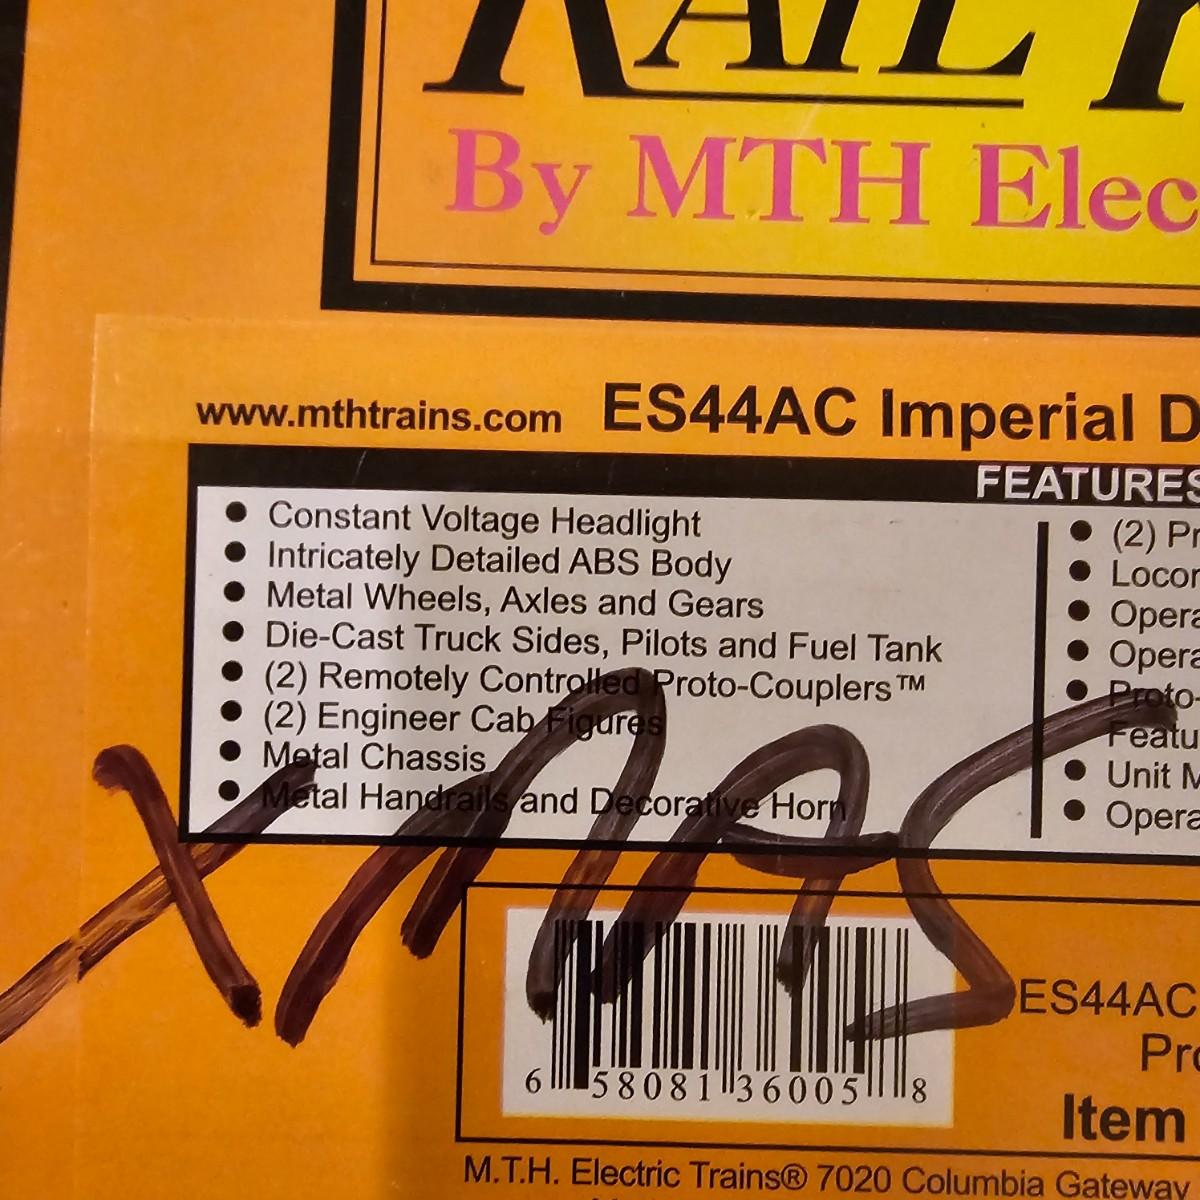 RAIL
By MTH Elec
www.mthtrains.com ES44AC Imperial D
FEATURES
• Constant Voltage Headlight
• Intricately Detailed ABS Body
• Metal Wheels, Axles and Gears
• Die-Cast Truck Sides, Pilots and Fuel Tank
• (2) Remotely Controlled Proto-Couplers™
• (2) Engineer Cab Figures
• Metal Chassis
• Metal Handrails and Decorative Horn
• (2) Pr
• Locor
• Opera
• Opera
• Proto-
Featu
• Unit M
• Opera
XMAS
6 58081 36005 8
ES44AC
Pro
Item
M.T.H. Electric Trains® 7020 Columbia Gateway